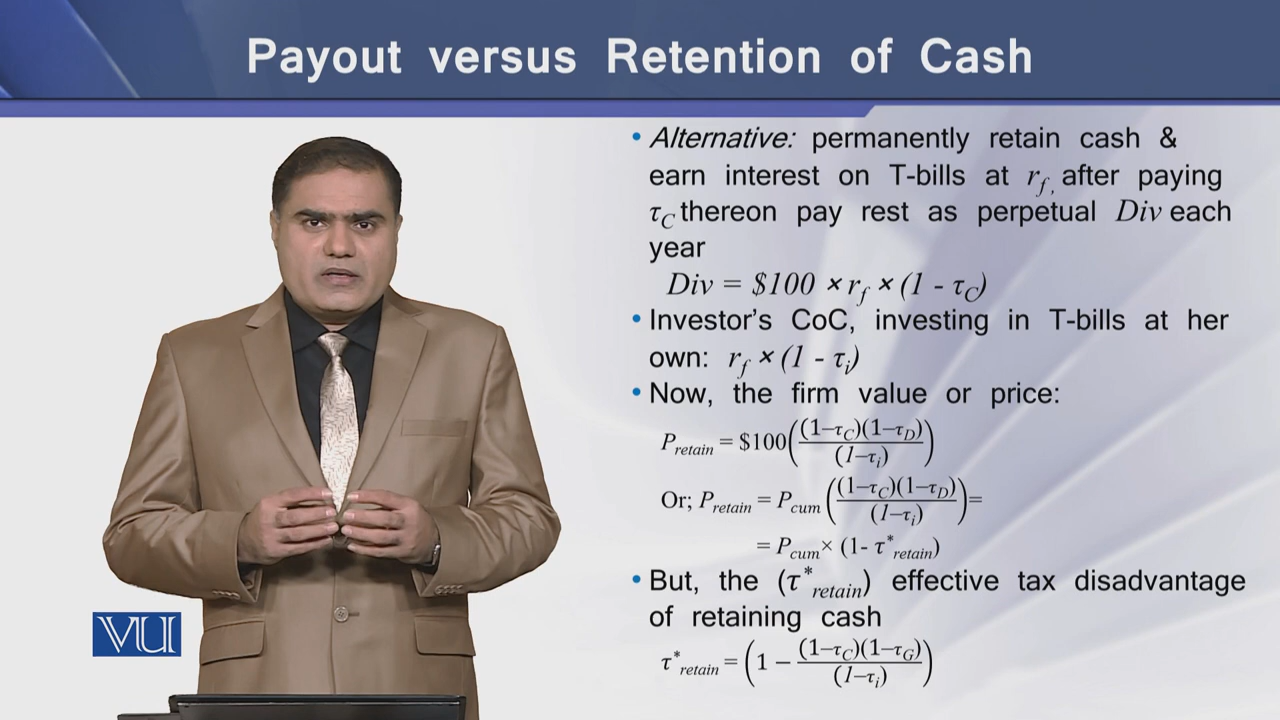 Payout versus Retention of Cash
• Alternative: permanently retain cash &
earn interest on T-bills at r_f, after paying
τ_C thereon pay rest as perpetual Div each
year
Div = $100 × r_f × (1 - τ_C)
• Investor's CoC, investing in T-bills at her
own: r_f × (1 - τ_i)
• Now, the firm value or price:
P_retain = $100((1–τ_C)(1–τ_D)/(1–τ_i))
Or; P_retain = P_cum ((1–τ_C)(1–τ_D)/(1–τ_i))=
= P_cum× (1- τ*_retain)
• But, the (τ*_retain) effective tax disadvantage
of retaining cash
τ*_retain = (1 – (1–τ_C)(1–τ_G)/(1–τ_i))
VU